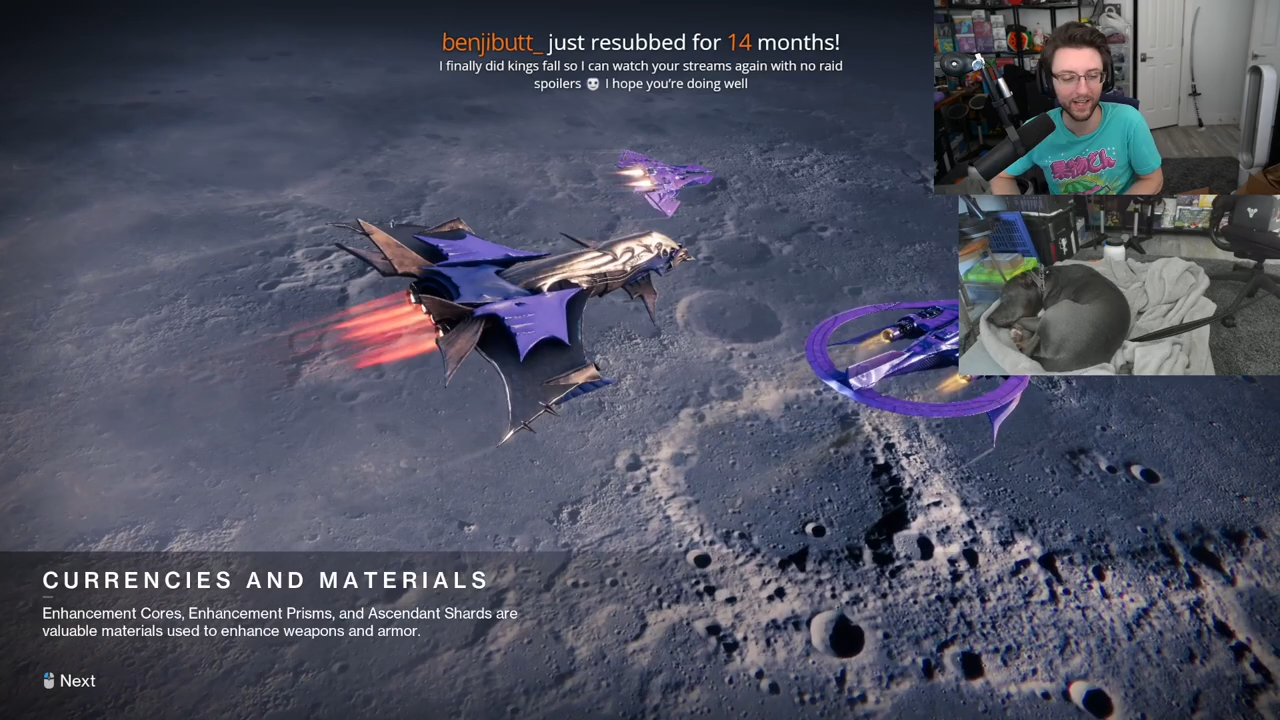 benjibutt_ just resubbed for 14 months!
I finally did kings fall so I can watch your streams again with no raid
spoilers 💀 I hope you're doing well
CURRENCIES AND MATERIALS
Enhancement Cores, Enhancement Prisms, and Ascendant Shards are
valuable materials used to enhance weapons and armor.
Next